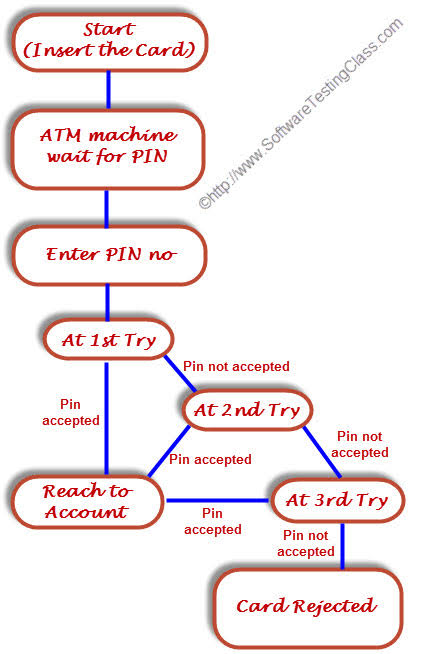 Start
(Insert the Card)
©http://www.SoftwareTestingClass.com
ATM machine
wait for PIN
Enter PIN no
At 1st Try
Pin not accepted
Pin
accepted
At 2nd Try
Pin accepted
Pin not
accepted
Reach to
Account
Pin
accepted
At 3rd Try
Pin not
accepted
Card Rejected